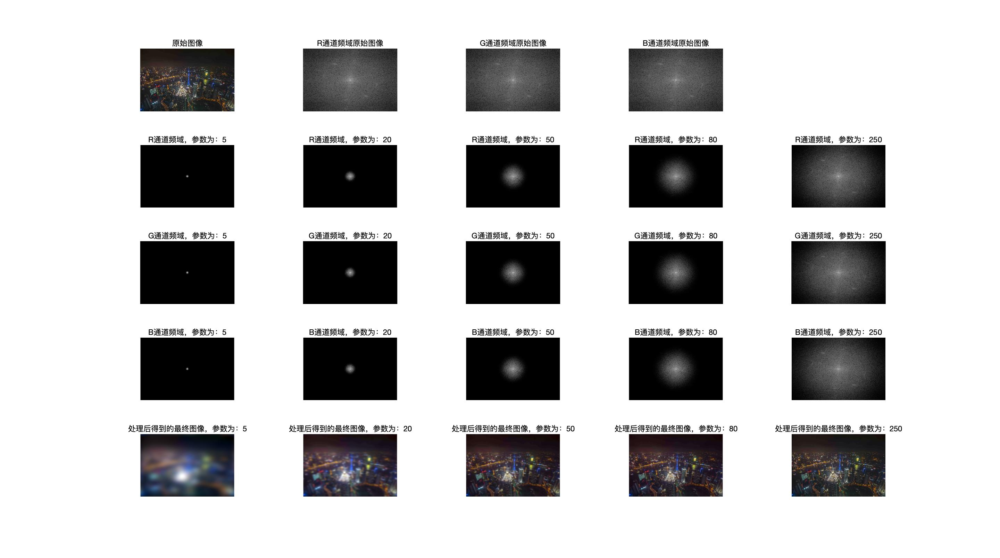 原始图像
R通道频域原始图像
G通道频域原始图像
B通道频域原始图像
R通道频域，参数为：5
R通道频域，参数为：20
R通道频域，参数为：50
R通道频域，参数为：80
R通道频域，参数为：250
G通道频域，参数为：5
G通道频域，参数为：20
G通道频域，参数为：50
G通道频域，参数为：80
G通道频域，参数为：250
B通道频域，参数为：5
B通道频域，参数为：20
B通道频域，参数为：50
B通道频域，参数为：80
B通道频域，参数为：250
处理后得到的最终图像，参数为：5
处理后得到的最终图像，参数为：20
处理后得到的最终图像，参数为：50
处理后得到的最终图像，参数为：80
处理后得到的最终图像，参数为：250